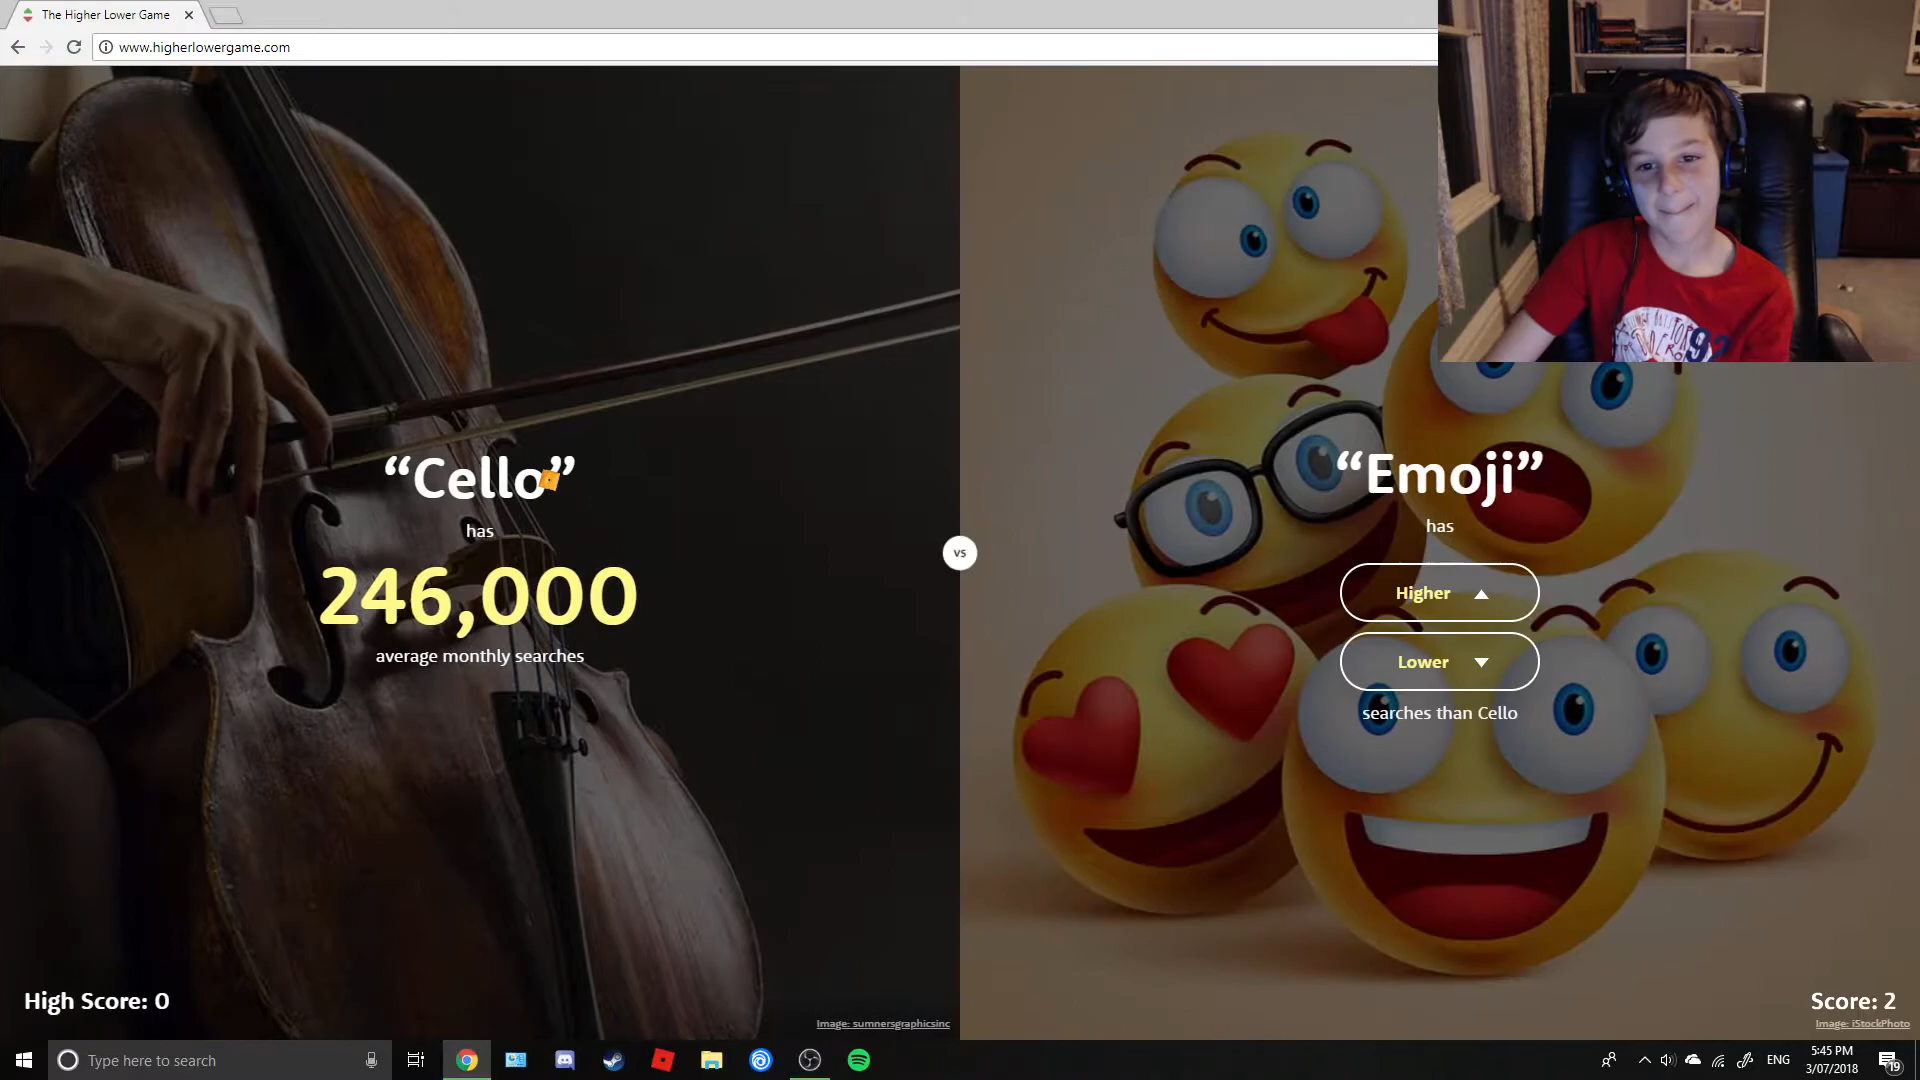 The Higher Lower Game
www.higherlowergame.com
“Cello”
has
246,000
average monthly searches
vs
“Emoji”
has
Higher
Lower
searches than Cello
High Score: 0
Image: sumnersgraphicsinc
Score: 2
Image: iStockPhoto
Type here to search
ENG
5:45 PM
3/07/2018
19